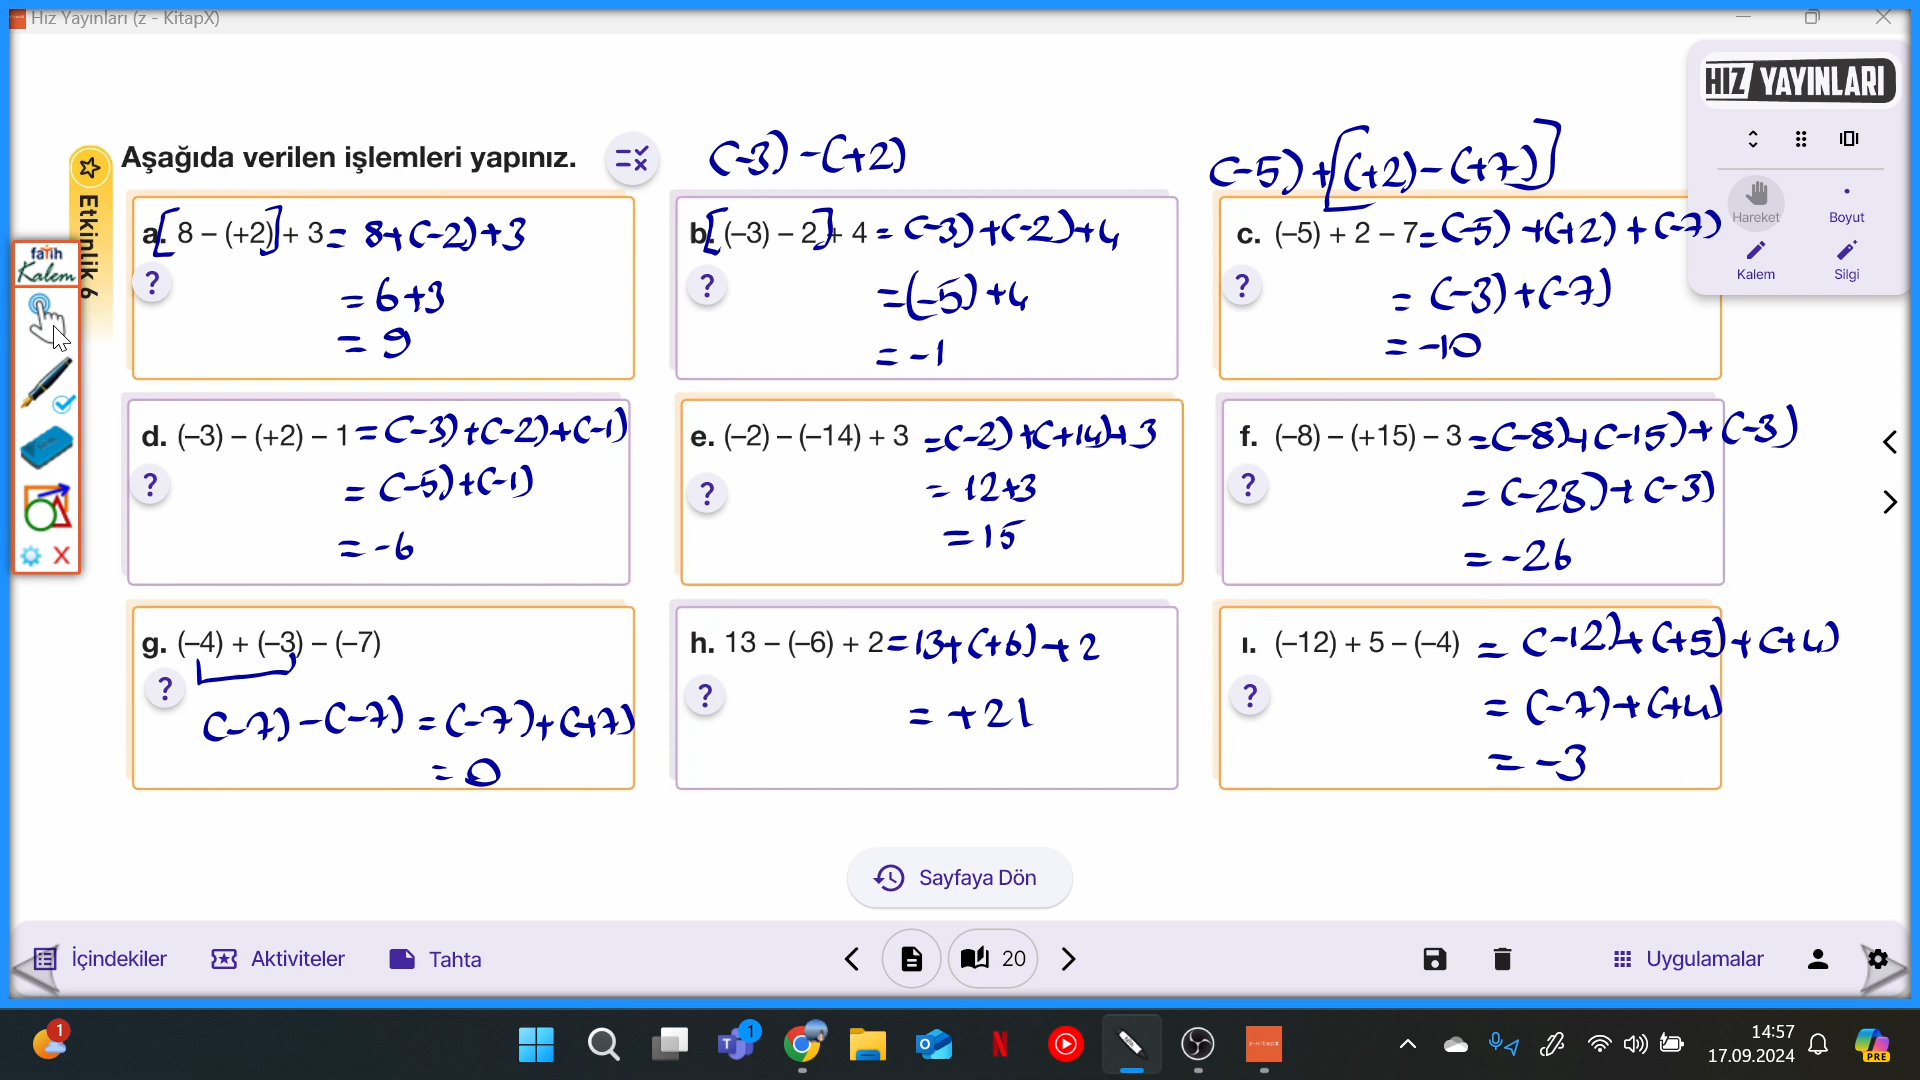 Hız Yayınları (z - KitapX)
HIZ YAYINLARI
Hareket
Boyut
Kalem
Silgi
Etkinlik 6
Aşağıda verilen işlemleri yapınız.
(-3) - (+2)
(-5) + [(+2) - (+7)]
a. [8 – (+2)] + 3 = 8 + (-2) + 3
?
= 6 + 3
= 9
b. [(–3) – 2] + 4 = (-3) + (-2) + 4
?
= (-5) + 4
= -1
c. (–5) + 2 – 7 = (-5) + (+2) + (-7)
?
= (-3) + (-7)
= -10
d. (–3) – (+2) – 1 = (-3) + (-2) + (-1)
?
= (-5) + (-1)
= -6
e. (–2) – (–14) + 3 = (-2) + (+14) + 3
?
= 12 + 3
= 15
f. (–8) – (+15) – 3 = (-8) + (-15) + (-3)
?
= (-23) + (-3)
= -26
g. (–4) + (–3) – (–7)
?
(-7) - (-7) = (-7) + (+7)
= 0
h. 13 – (–6) + 2 = 13 + (+6) + 2
?
= +21
ı. (–12) + 5 – (–4) = (-12) + (+5) + (+4)
?
= (-7) + (+4)
= -3
fatih
Kalem
Sayfaya Dön
İçindekiler
Aktiviteler
Tahta
20
Uygulamalar
1
1
14:57
17.09.2024
PRE